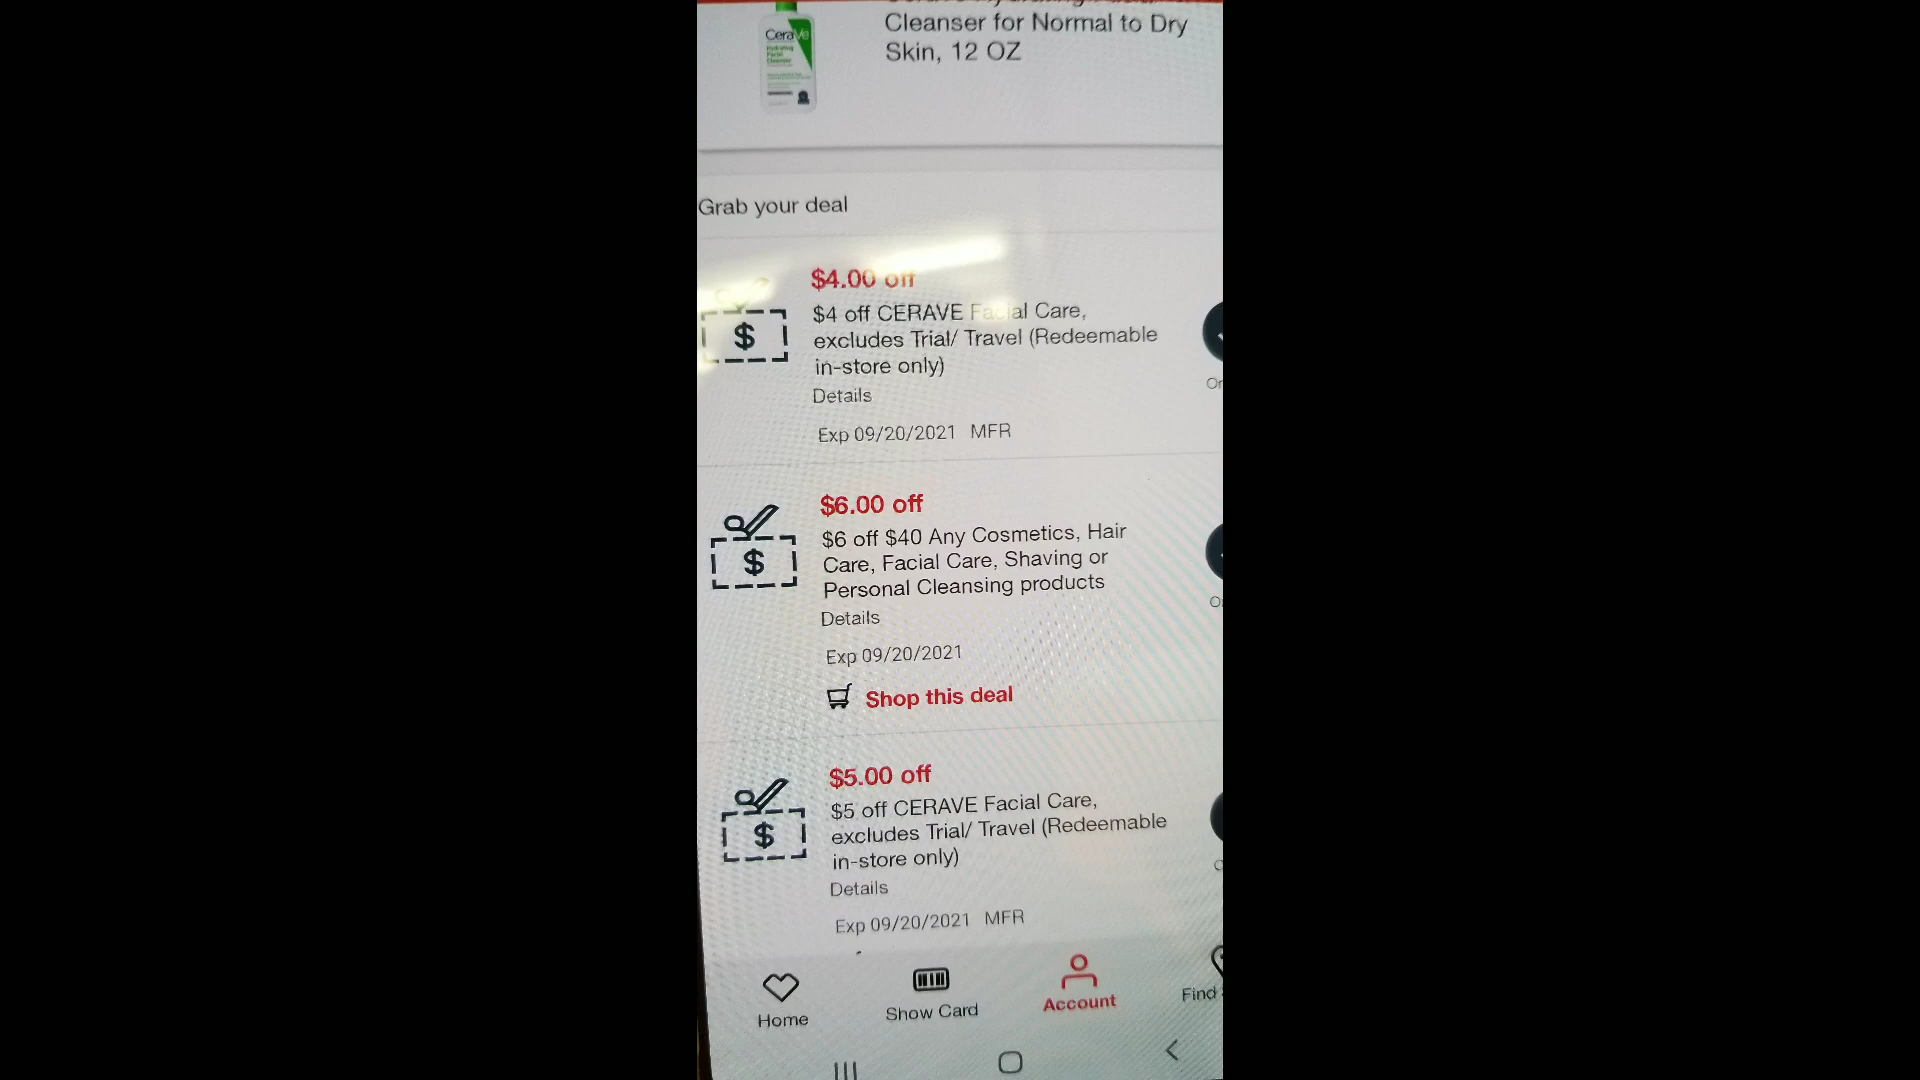 CeraVe
Hydrating
Facial
Cleanser
Cleanser for Normal to Dry
Skin, 12 OZ
Grab your deal
$4.00 off
$4 off CERAVE Facial Care,
excludes Trial/ Travel (Redeemable
in-store only)
Details
Exp 09/20/2021 MFR
$
$6.00 off
$6 off $40 Any Cosmetics, Hair
Care, Facial Care, Shaving or
Personal Cleansing products
Details
Exp 09/20/2021
Shop this deal
$
$5.00 off
$5 off CERAVE Facial Care,
excludes Trial/ Travel (Redeemable
in-store only)
Details
Exp 09/20/2021 MFR
$
Home
Show Card
Account
Find